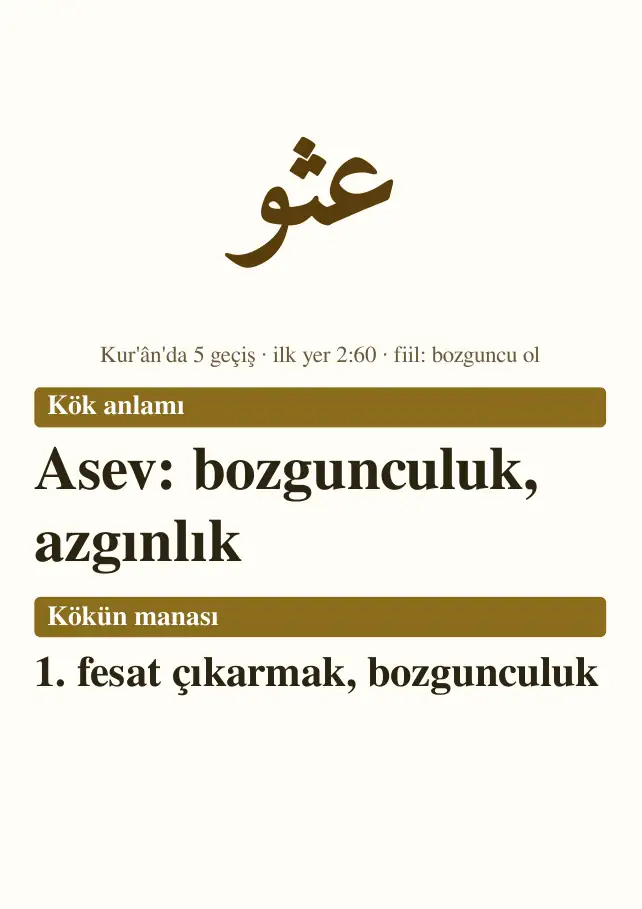 عثو
Kur'ân'da 5 geçiş · ilk yer 2:60 · fiil: bozguncu ol
Kök anlamı
Asev: bozgunculuk,
azgınlık
Kökün manası
1. fesat çıkarmak, bozgunculuk